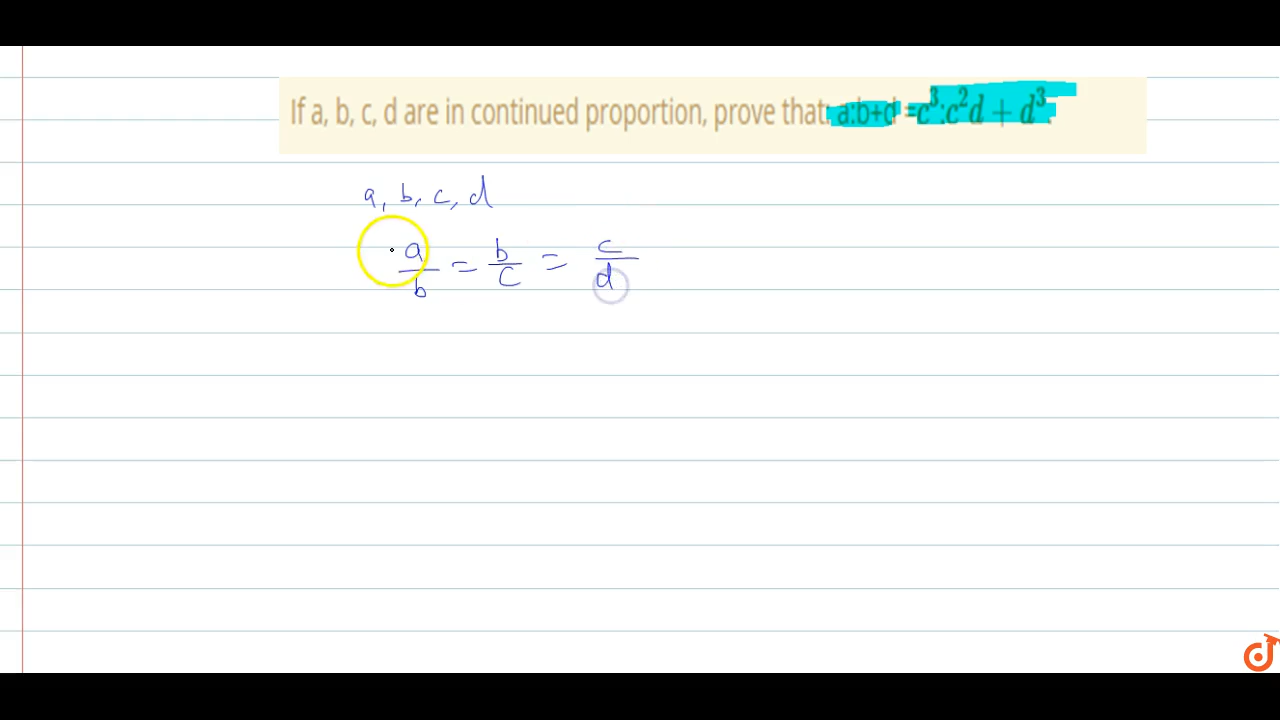 If a, b, c, d are in continued proportion, prove that: a:b+d =c³:c²d + d³.
a, b, c, d
a/b = b/c = c/d